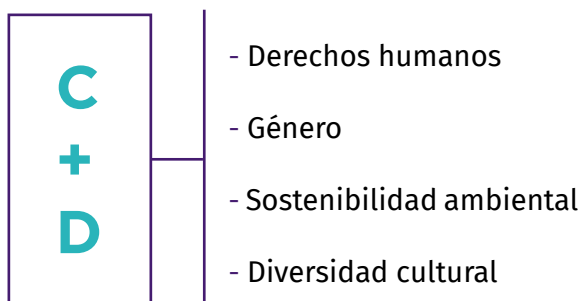 C
+
D
- Derechos humanos
- Género
- Sostenibilidad ambiental
- Diversidad cultural